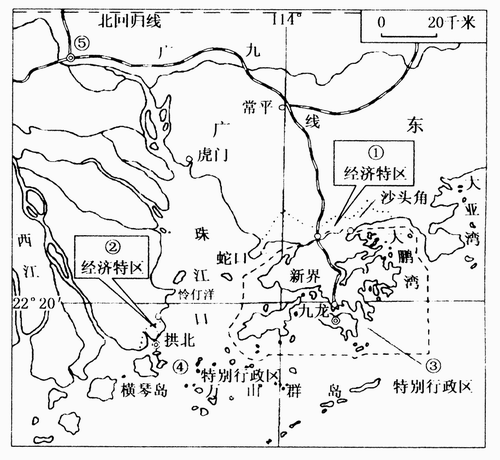 北回归线
114°
0 20千米
⑤
广 九
常平
线
广 东
虎门
①
经济特区
沙头角
大亚湾
珠江口
蛇口
大鹏湾
西江
②
经济特区
新界
伶仃洋
22°20′
九龙
拱北
④
特别行政区
③
特别行政区
横琴岛
万山群岛